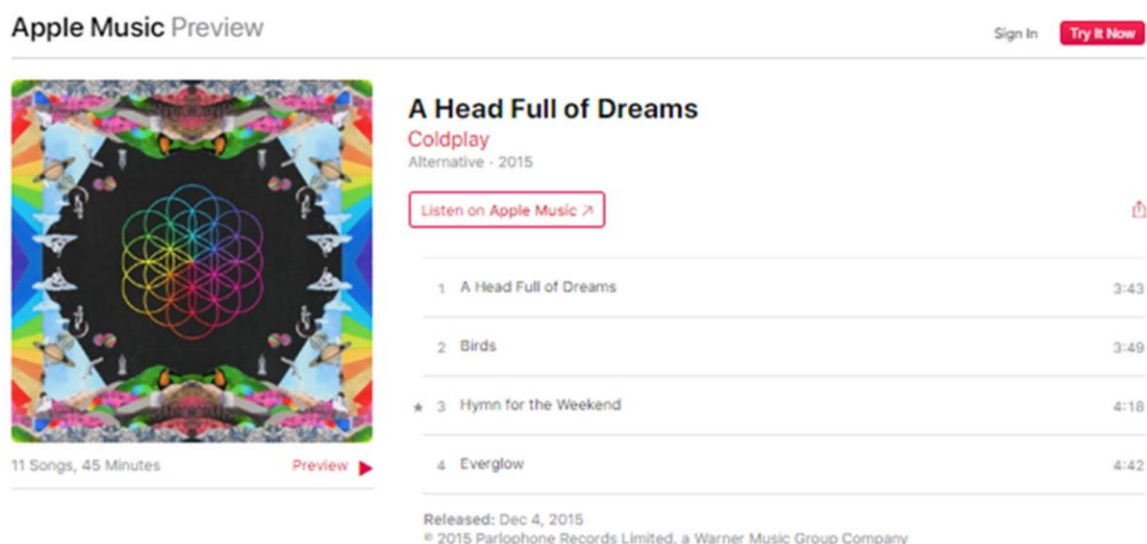 Apple Music Preview
Sign In Try It Now
A Head Full of Dreams
Coldplay
Alternative - 2015
Listen on Apple Music ↗
1 A Head Full of Dreams 3:43
2 Birds 3:49
★ 3 Hymn for the Weekend 4:18
4 Everglow 4:42
11 Songs, 45 Minutes Preview ▶
Released: Dec 4, 2015
℗ 2015 Parlophone Records Limited, a Warner Music Group Company